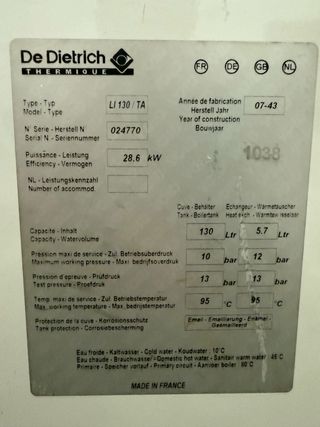 De Dietrich
THERMIQUE
FR DE GB NL
Type - Typ
Model - Type
LI 130 / TA
Année de fabrication
Herstell Jahr
Year of construction
Bouwjaar
07-43
N° Serie - Herstell N
Serial N - Seriennummer
024770
1038
Puissance - Leistung
Efficiency - Vermogen
28.6 kW
NL - Leistungskennzahl
Number of accommod.
Cuve - Behälter
Tank - Boilertank
Echangeur - Wärmetauscher
Heat exch - Warmtewisselaar
Capacite - Inhalt
Capacity - Watervolume
130 Ltr 5.7 Ltr
Pression maxi de service - Zul. Betriebsüberdruck
Maximum working pressure - Maxi bedrijfsoverdruk
10 bar 12 bar
Pression d'epreuve - Prüfdruck
Test pressure - Proefdruk
13 bar 13 bar
Temp. maxi de service - Zul. Betriebstemperatur
Max. working temperature - Max. bedrijfstemperatur
95 °C 95 °C
Protection de la cuve - Korrosionsschutz
Tank protection - Corrosiebescherming
Email - Emaillierung - Enamel -
Geëmailleerd
Eau froide - Kaltwasser - Cold water - Koudwater : 10°C
Eau chaude - Brauchwasser - Domestic hot water - Sanitair warm water : 45°C
Primaire - Speicher vorlauf - Primary circuit - Aanvoer boiler : 80°C
MADE IN FRANCE